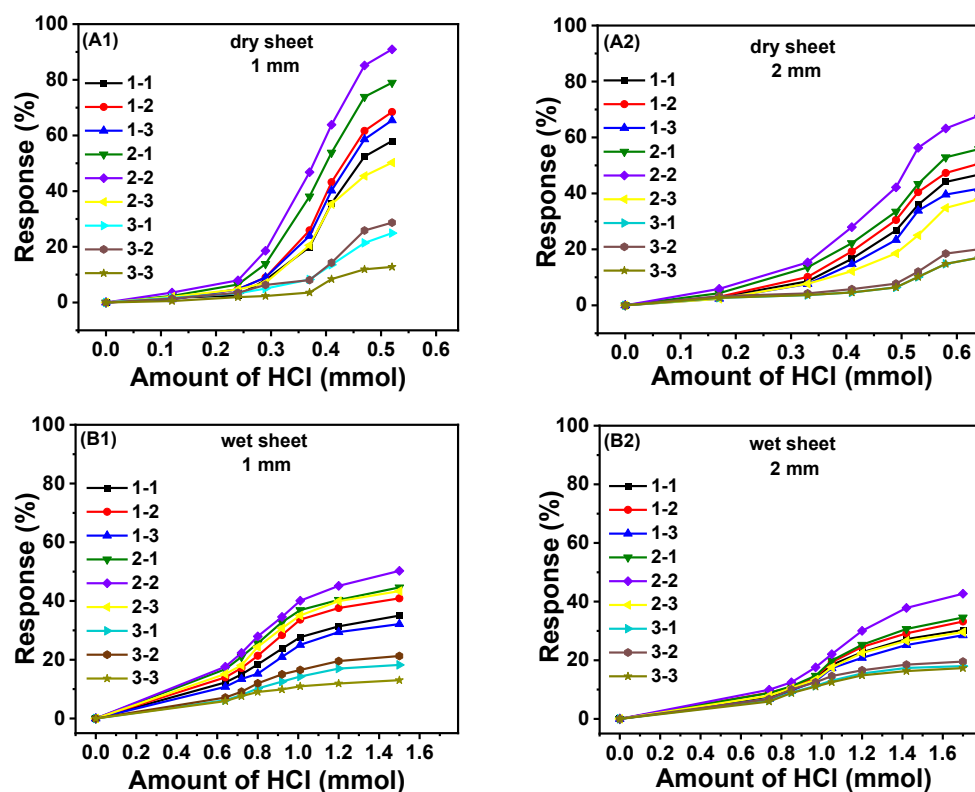 (A1)
dry sheet
1 mm
1-1
1-2
1-3
2-1
2-2
2-3
3-1
3-2
3-3
100
80
60
40
20
0
Response (%)
0.0 0.1 0.2 0.3 0.4 0.5 0.6
Amount of HCl (mmol)
(A2)
dry sheet
2 mm
1-1
1-2
1-3
2-1
2-2
2-3
3-1
3-2
3-3
100
80
60
40
20
0
Response (%)
0.0 0.1 0.2 0.3 0.4 0.5 0.6
Amount of HCl (mmol)
(B1)
wet sheet
1 mm
1-1
1-2
1-3
2-1
2-2
2-3
3-1
3-2
3-3
100
80
60
40
20
0
Response (%)
0.0 0.2 0.4 0.6 0.8 1.0 1.2 1.4 1.6
Amount of HCl (mmol)
(B2)
wet sheet
2 mm
1-1
1-2
1-3
2-1
2-2
2-3
3-1
3-2
3-3
100
80
60
40
20
0
Response (%)
0.0 0.2 0.4 0.6 0.8 1.0 1.2 1.4 1.6
Amount of HCl (mmol)